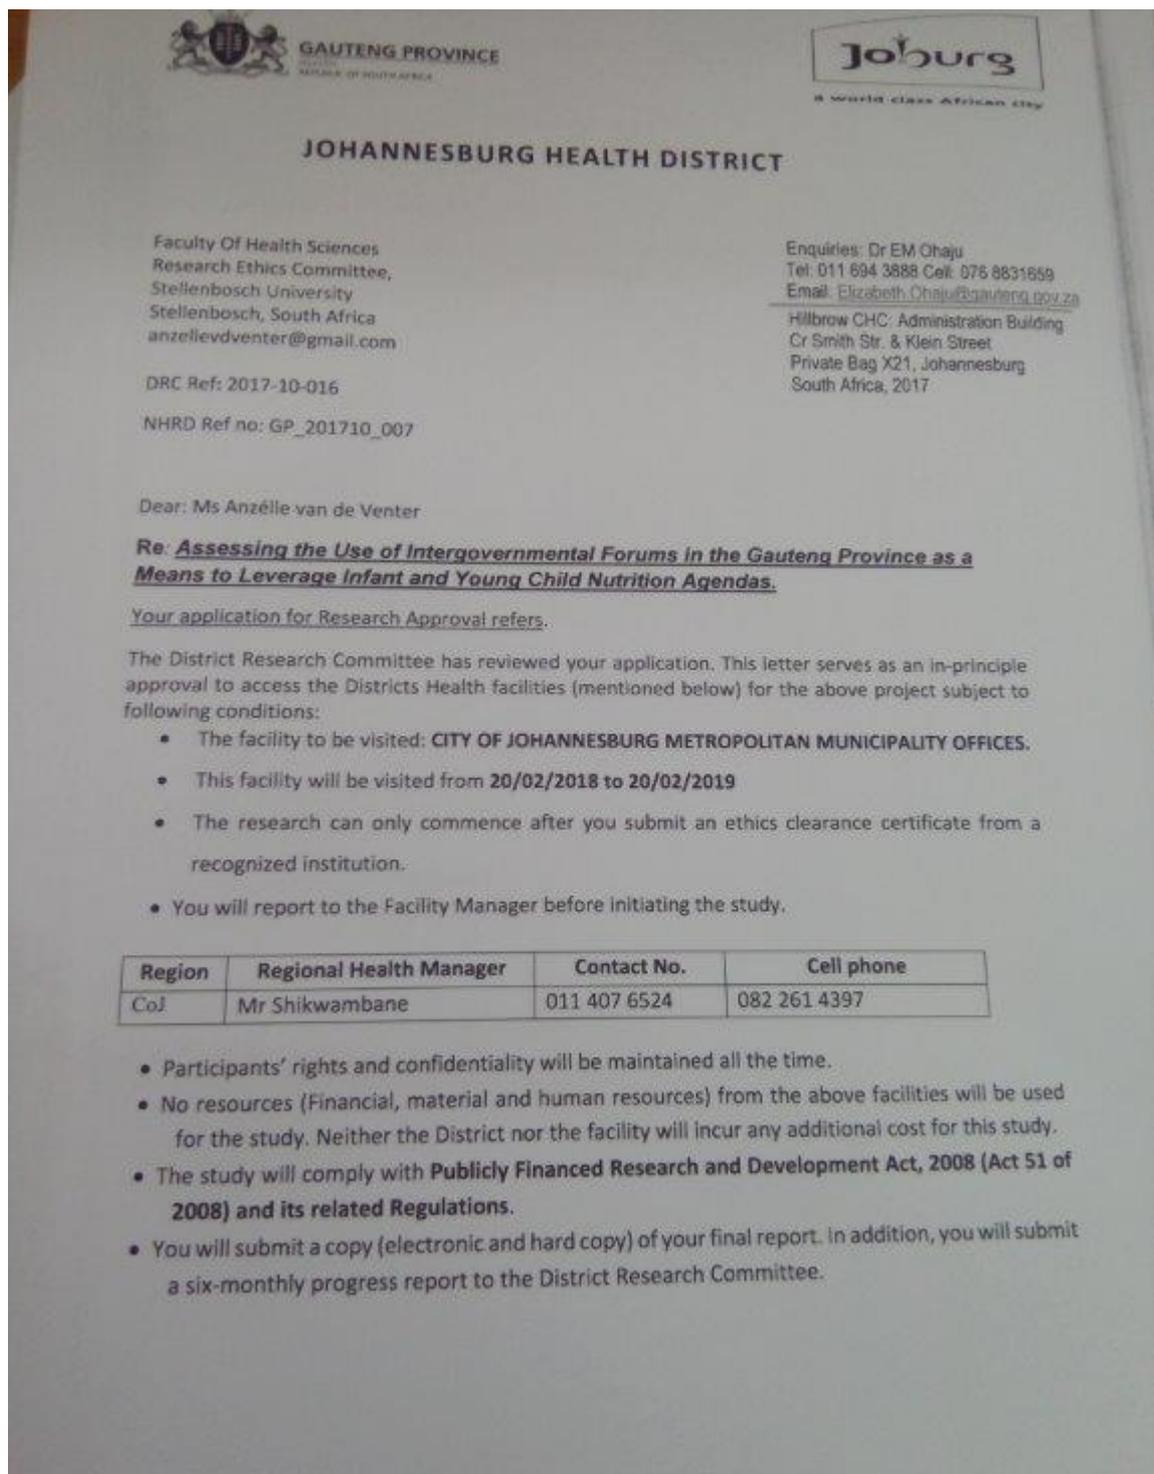 GAUTENG PROVINCE
REPUBLIC OF SOUTH AFRICA
Joburg
a world class African city
JOHANNESBURG HEALTH DISTRICT
Faculty Of Health Sciences
Research Ethics Committee,
Stellenbosch University
Stellenbosch, South Africa
anzellevdventer@gmail.com
DRC Ref: 2017-10-016
NHRD Ref no: GP_201710_007
Enquiries: Dr EM Ohaju
Tel: 011 694 3888 Cell: 076 8831659
Email: Elizabeth.Ohaju@gauteng.gov.za
Hillbrow CHC: Administration Building
Cr Smith Str. & Klein Street
Private Bag X21, Johannesburg
South Africa, 2017
Dear: Ms Anzélle van de Venter
Re: Assessing the Use of Intergovernmental Forums in the Gauteng Province as a
Means to Leverage Infant and Young Child Nutrition Agendas.
Your application for Research Approval refers.
The District Research Committee has reviewed your application. This letter serves as an in-principle
approval to access the Districts Health facilities (mentioned below) for the above project subject to
following conditions:
• The facility to be visited: CITY OF JOHANNESBURG METROPOLITAN MUNICIPALITY OFFICES.
• This facility will be visited from 20/02/2018 to 20/02/2019
• The research can only commence after you submit an ethics clearance certificate from a
recognized institution.
• You will report to the Facility Manager before initiating the study.
Region Regional Health Manager Contact No. Cell phone
CoJ Mr Shikwambane 011 407 6524 082 261 4397
• Participants' rights and confidentiality will be maintained all the time.
• No resources (Financial, material and human resources) from the above facilities will be used
for the study. Neither the District nor the facility will incur any additional cost for this study.
• The study will comply with Publicly Financed Research and Development Act, 2008 (Act 51 of
2008) and its related Regulations.
• You will submit a copy (electronic and hard copy) of your final report. In addition, you will submit
a six-monthly progress report to the District Research Committee.